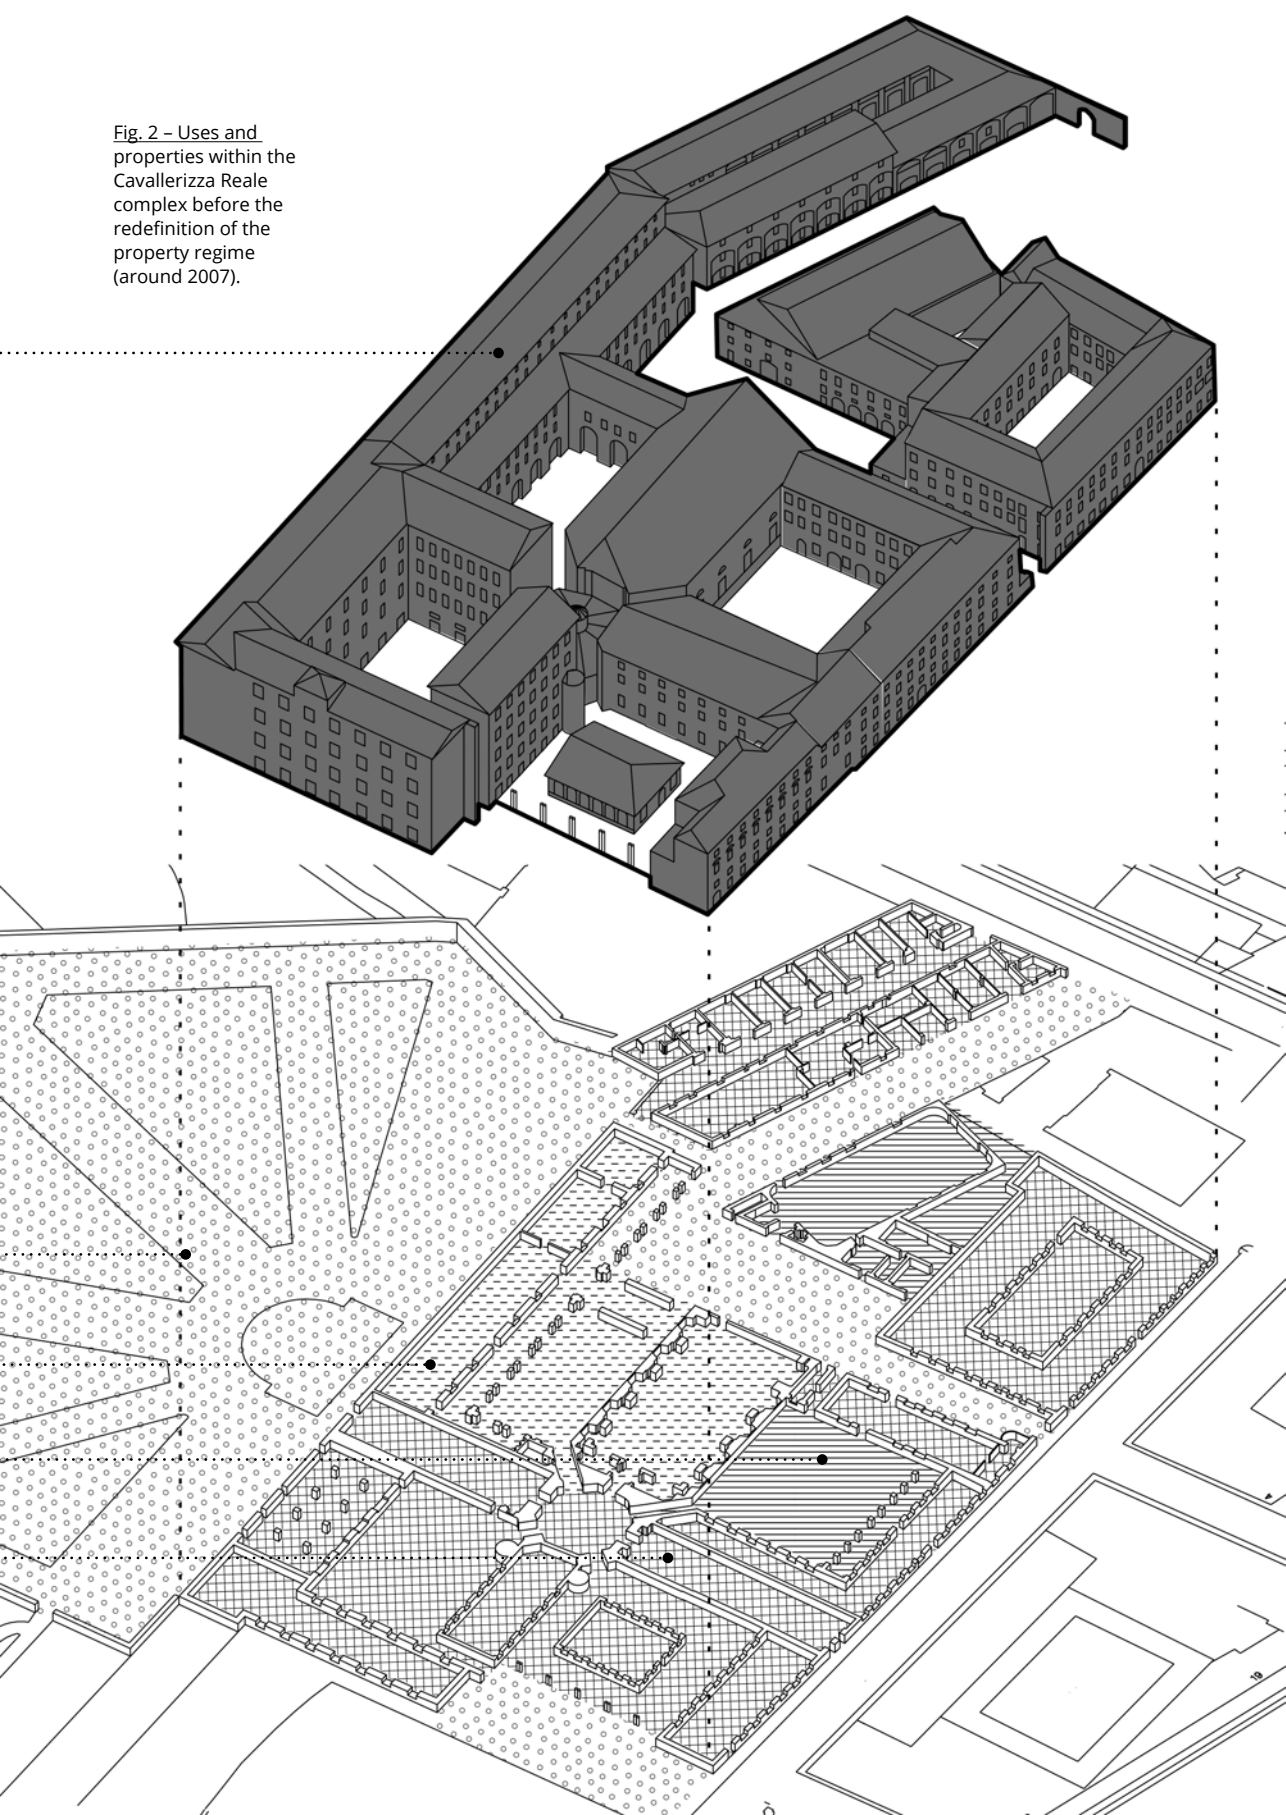 Fig. 2 – Uses and
properties within the
Cavallerizza Reale
complex before the
redefinition of the
property regime
(around 2007).
19